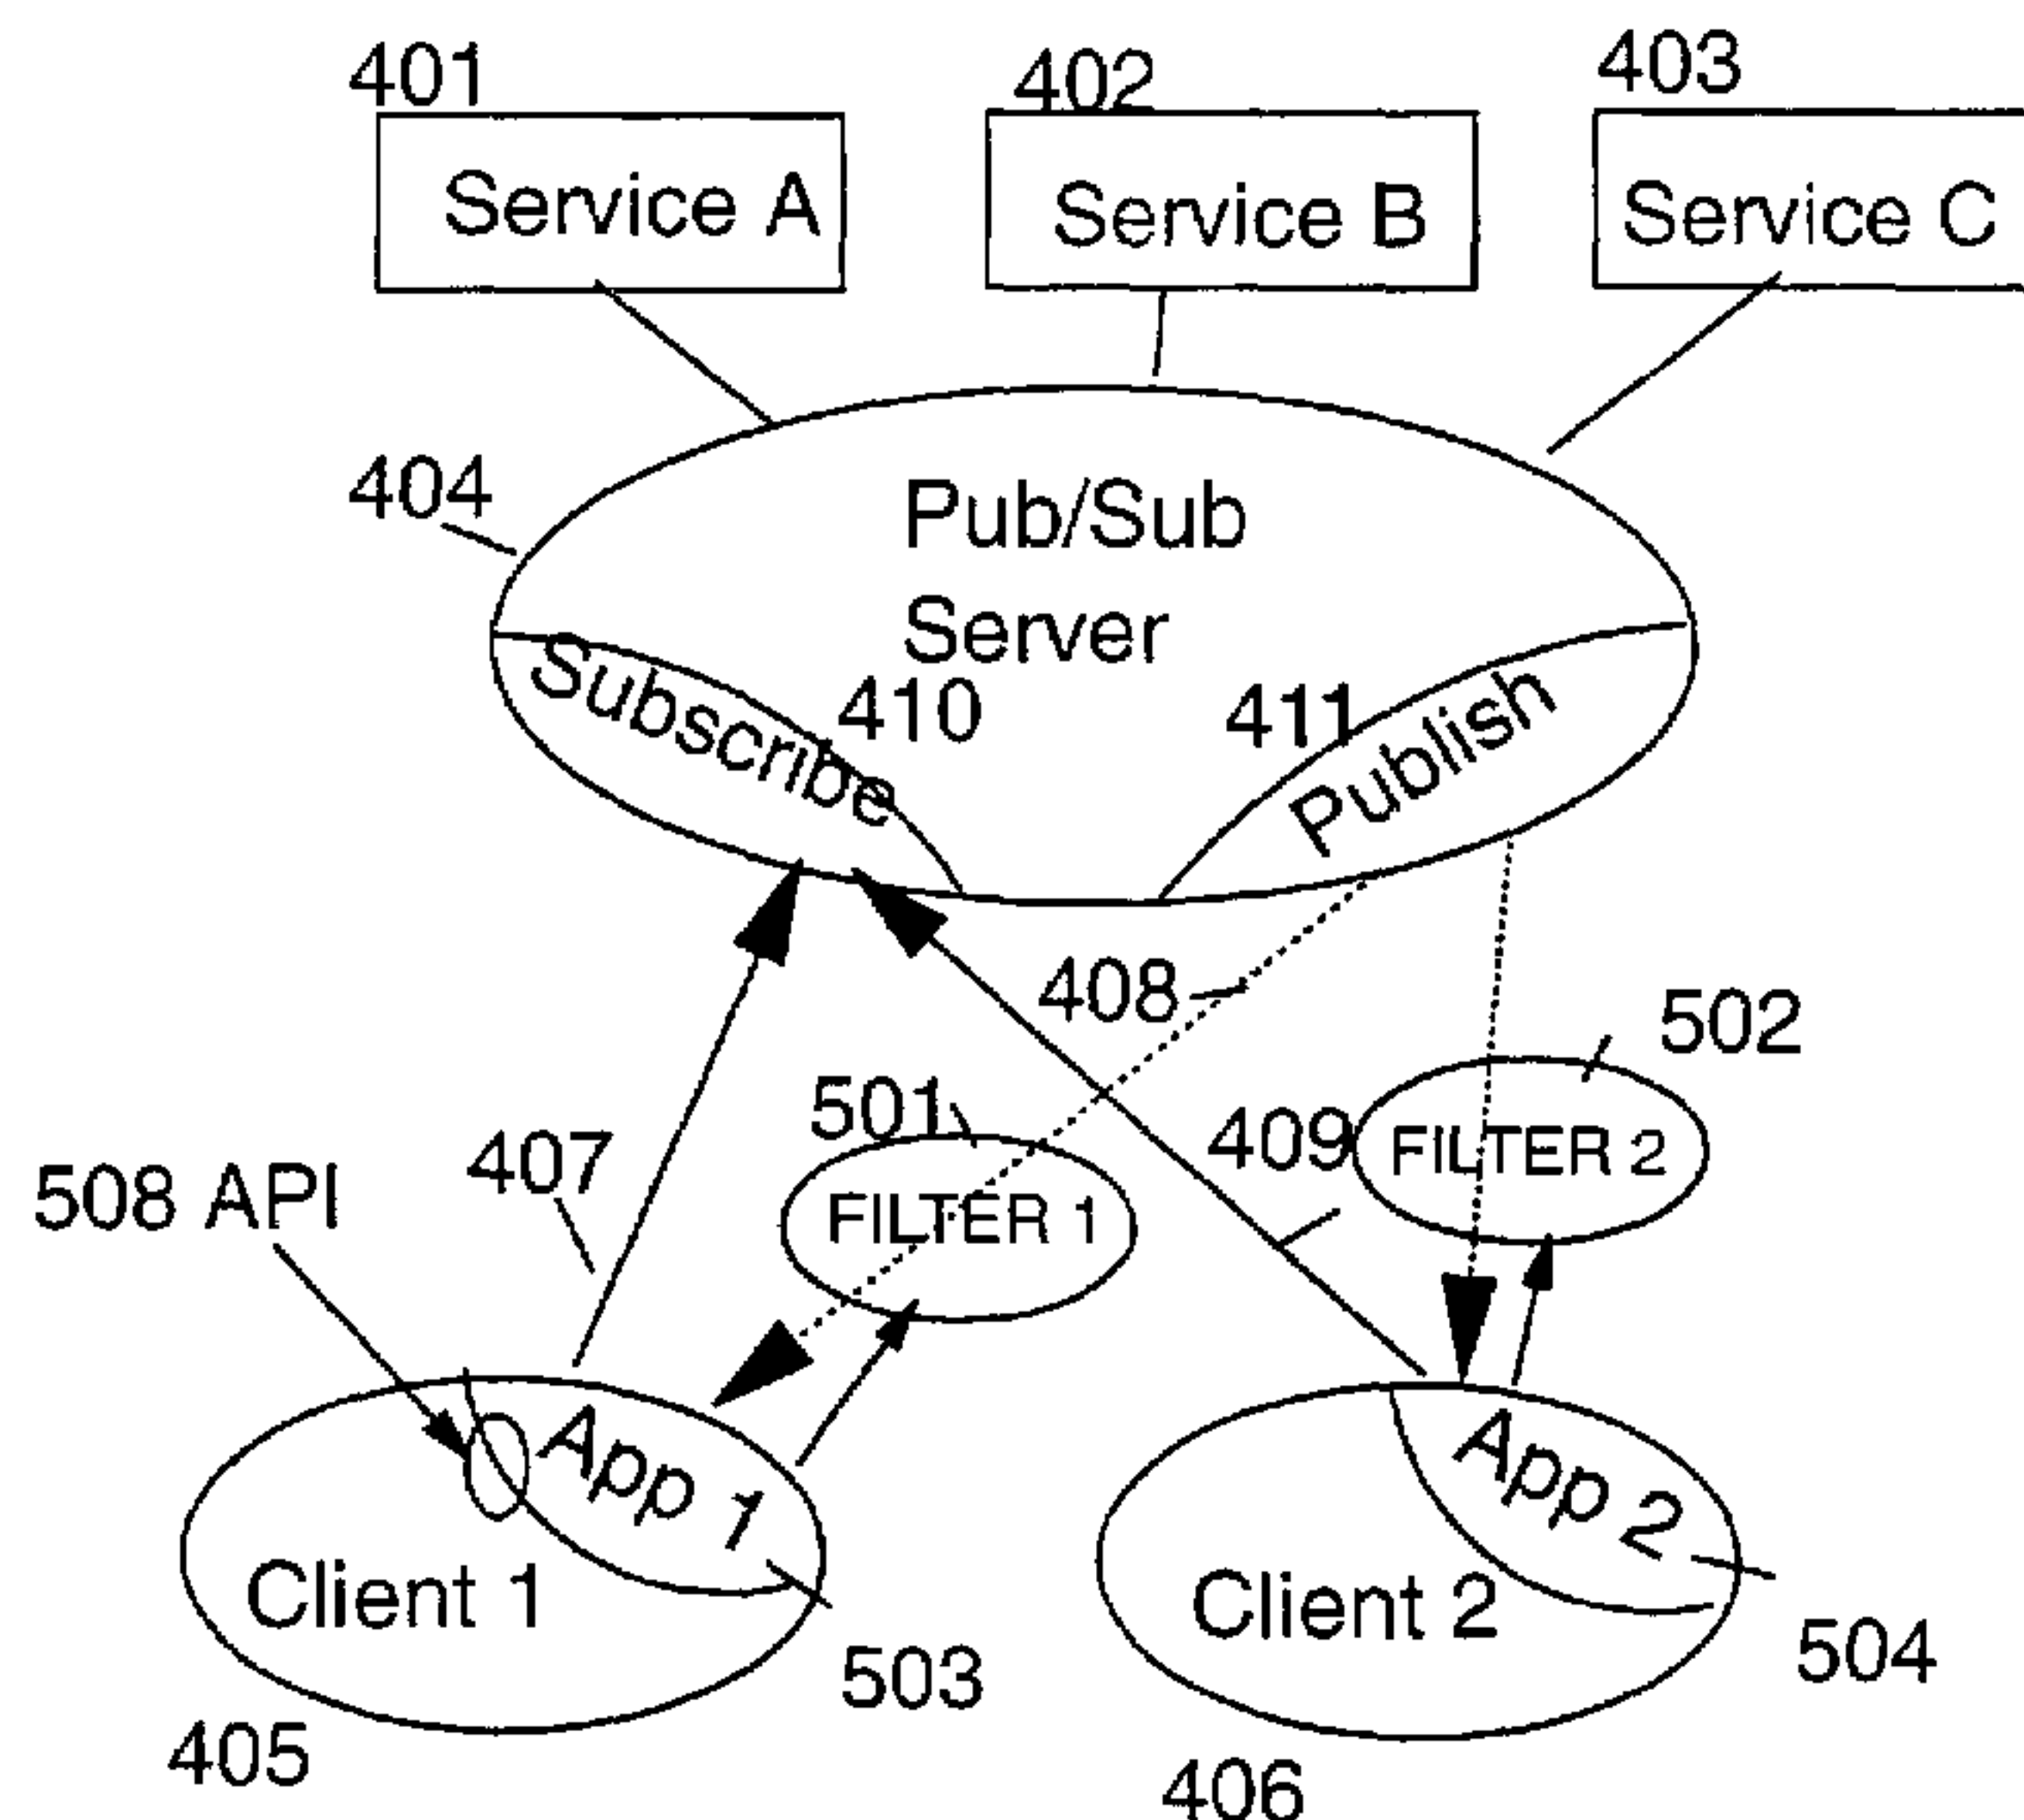 401
402
403
Service A
Service B
Service C
404
Pub/Sub
Server
Subscribe
410
411
Publish
408
502
501
409
FILTER 2
407
508 API
FILTER 1
App 1
App 2
Client 1
Client 2
503
504
405
406